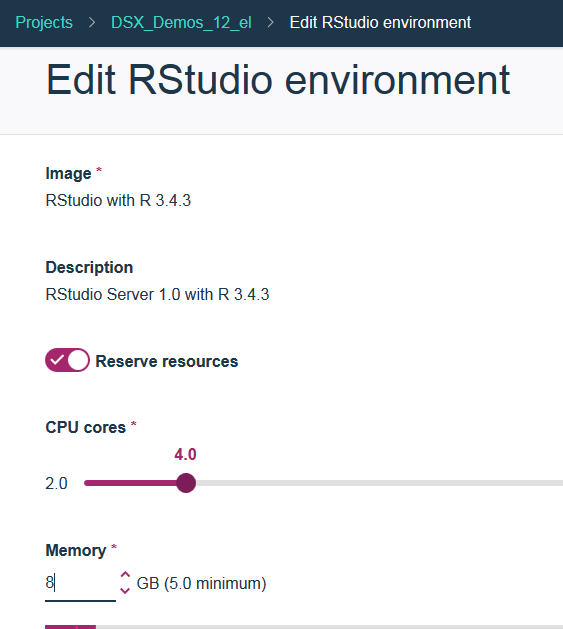 Projects > DSX_Demos_12_el > Edit RStudio environment
Edit RStudio environment
Image *
RStudio with R 3.4.3
Description
RStudio Server 1.0 with R 3.4.3
Reserve resources
CPU cores *
4.0
2.0
Memory *
8 GB (5.0 minimum)